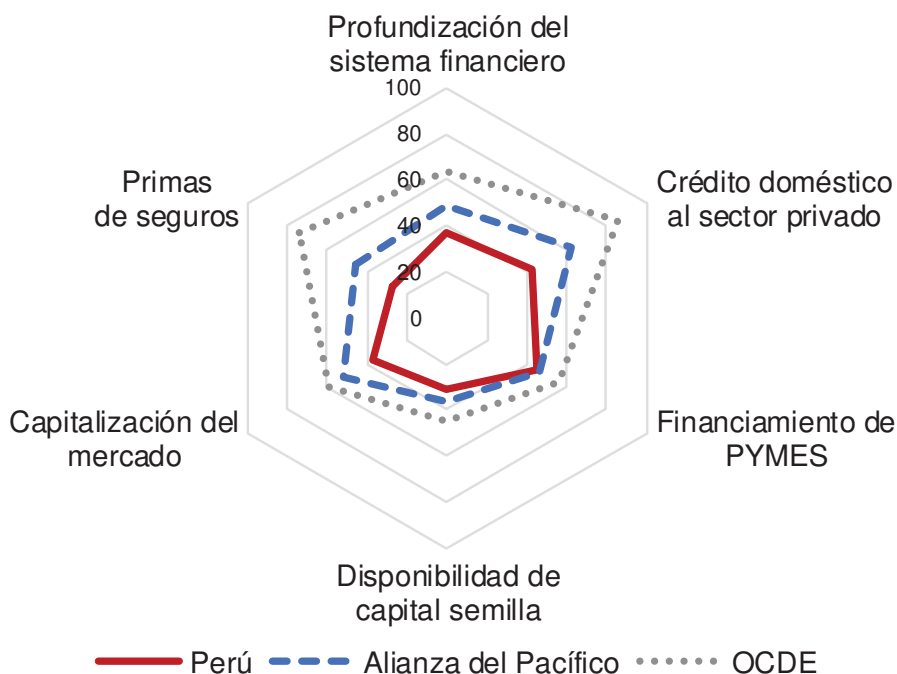 Profundización del
sistema financiero
100
80
60
40
20
0
Crédito doméstico
al sector privado
Financiamiento de
PYMES
Disponibilidad de
capital semilla
Capitalización del
mercado
Primas
de seguros
Perú
Alianza del Pacífico
OCDE